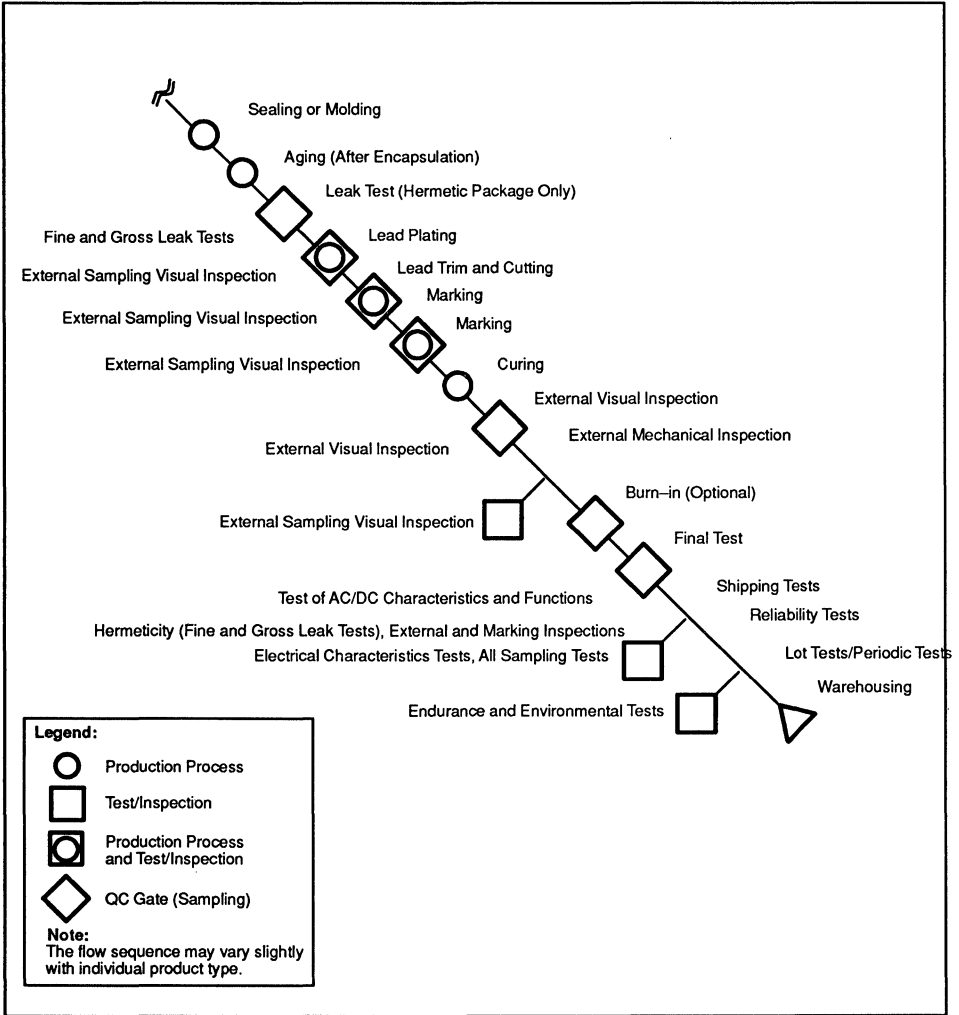 Sealing or Molding
Aging (After Encapsulation)
Leak Test (Hermetic Package Only)
Fine and Gross Leak Tests
Lead Plating
External Sampling Visual Inspection
Lead Trim and Cutting
Marking
External Sampling Visual Inspection
Marking
External Sampling Visual Inspection
Curing
External Visual Inspection
External Mechanical Inspection
External Visual Inspection
Burn–in (Optional)
External Sampling Visual Inspection
Final Test
Shipping Tests
Test of AC/DC Characteristics and Functions
Reliability Tests
Hermeticity (Fine and Gross Leak Tests), External and Marking Inspections
Electrical Characteristics Tests, All Sampling Tests
Lot Tests/Periodic Tests
Warehousing
Endurance and Environmental Tests
Legend:
Production Process
Test/Inspection
Production Process
and Test/Inspection
QC Gate (Sampling)
Note:
The flow sequence may vary slightly
with individual product type.